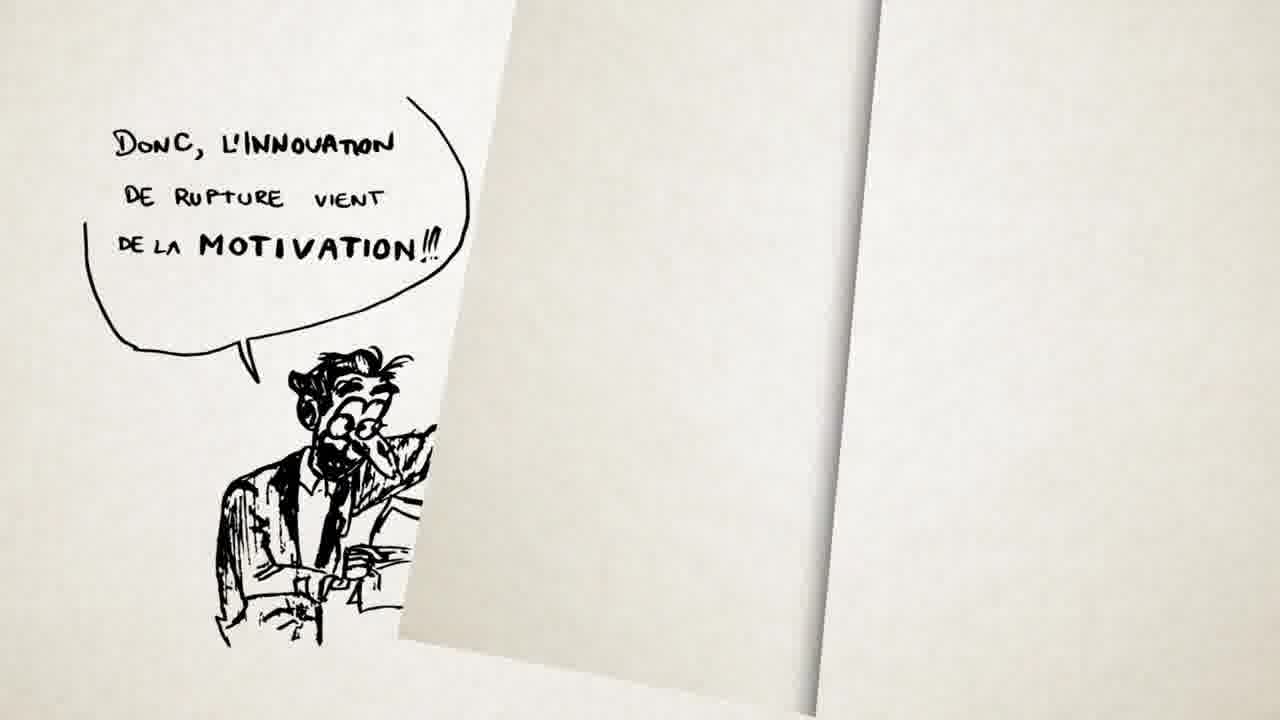 DONC, L'INNOVATION
DE RUPTURE VIENT
DE LA MOTIVATION!!!